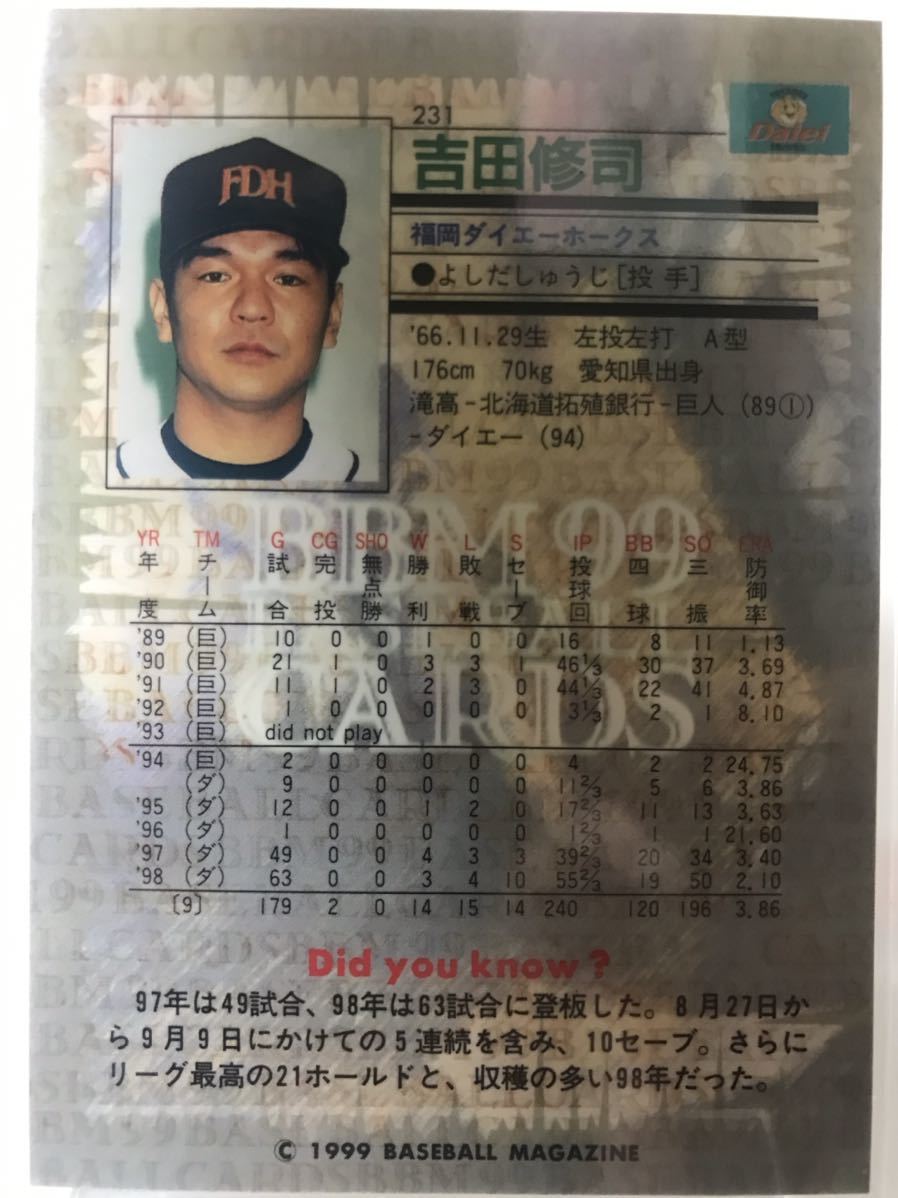 231
吉田修司
Daiei
FDH
福岡ダイエーホークス
●よしだしゅうじ[投手]
'66.11.29生 左投左打 A型
176cm 70kg 愛知県出身
滝高-北海道拓殖銀行-巨人(89①)
-ダイエー(94)
BBM 99
BASEBALL
CARDS
YR TM G CG SHO W L S IP BB SO ERA
年度 チーム 試合 完投 無点勝 勝利 敗戦 セーブ 投球回 四球 三振 防御率
'89 (巨) 10 0 0 1 0 0 16 8 11 1.13
'90 (巨) 21 1 0 3 3 1 46⅓ 30 37 3.69
'91 (巨) 11 1 0 2 3 0 44⅓ 22 41 4.87
'92 (巨) 1 0 0 0 0 0 3⅓ 2 1 8.10
'93 (巨) did not play
'94 (巨) 2 0 0 0 0 0 4 2 2 24.75
(ダ) 9 0 0 0 0 0 11⅔ 5 6 3.86
'95 (ダ) 12 0 0 1 2 0 17⅔ 11 13 3.63
'96 (ダ) 1 0 0 0 0 0 1⅔ 1 1 21.60
'97 (ダ) 49 0 0 4 3 3 39⅔ 20 34 3.40
'98 (ダ) 63 0 0 3 4 10 55⅔ 19 50 2.10
[9] 179 2 0 14 15 14 240 120 196 3.86
Did you know?
97年は49試合、98年は63試合に登板した。8月27日か
ら9月9日にかけての5連続を含み、10セーブ。さらに
リーグ最高の21ホールドと、収穫の多い98年だった。
© 1999 BASEBALL MAGAZINE